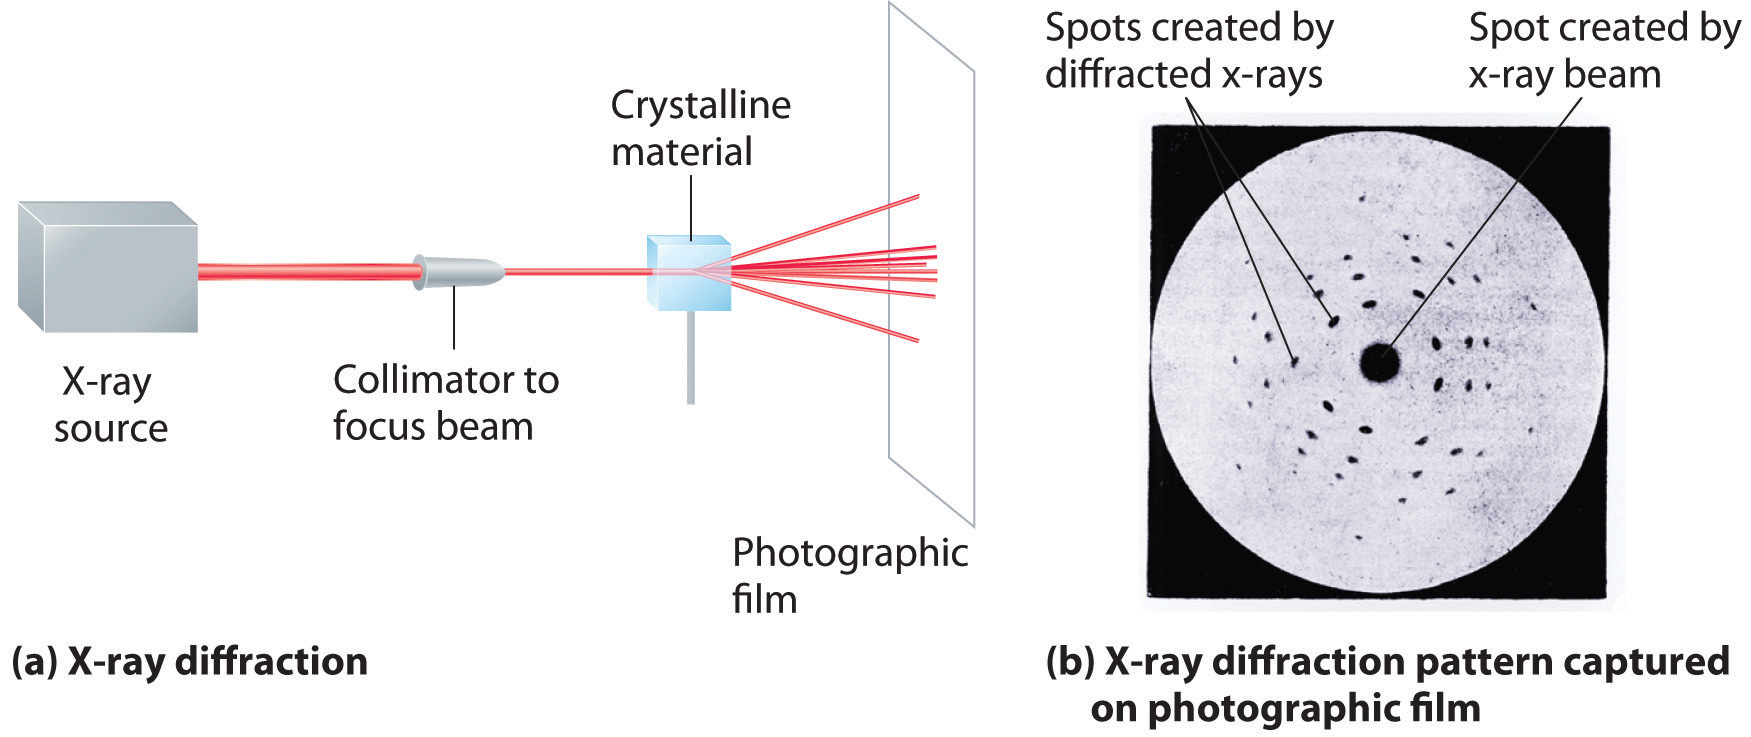 X-ray
source
Collimator to
focus beam
Crystalline
material
Photographic
film
(a) X-ray diffraction
Spots created by
diffracted x-rays
Spot created by
x-ray beam
(b) X-ray diffraction pattern captured
on photographic film